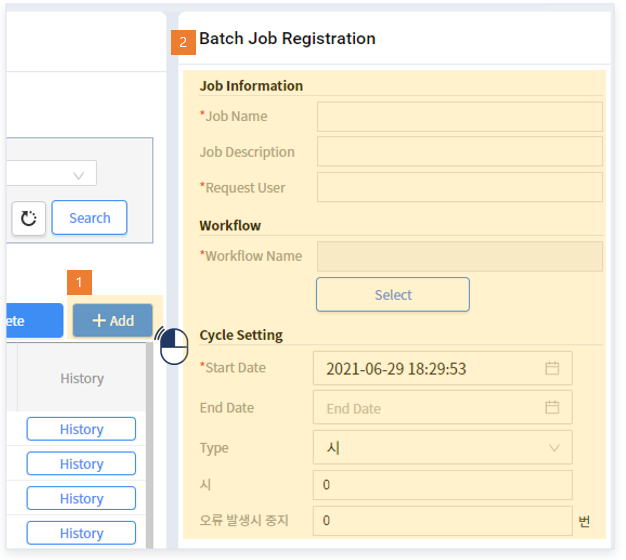 2 Batch Job Registration
Job Information
*Job Name
Job Description
*Request User
Search
Workflow
*Workflow Name
1
Select
+ Add
Cycle Setting
*Start Date 2021-06-29 18:29:53
History
End Date End Date
History
Type 시
History
시 0
History
오류 발생시 중지 0 번
History